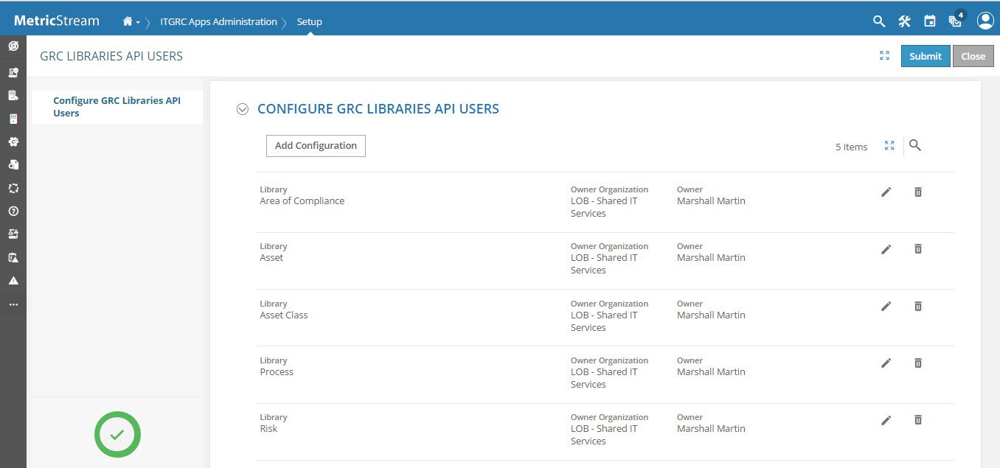 MetricStream
ITGRC Apps Administration
Setup
4
GRC LIBRARIES API USERS
Submit
Close
Configure GRC Libraries API
Users
CONFIGURE GRC LIBRARIES API USERS
Add Configuration
5 Items
Library
Area of Compliance
Owner Organization
LOB - Shared IT
Services
Owner
Marshall Martin
Library
Asset
Owner Organization
LOB - Shared IT
Services
Owner
Marshall Martin
Library
Asset Class
Owner Organization
LOB - Shared IT
Services
Owner
Marshall Martin
Library
Process
Owner Organization
LOB - Shared IT
Services
Owner
Marshall Martin
Library
Risk
Owner Organization
LOB - Shared IT
Services
Owner
Marshall Martin